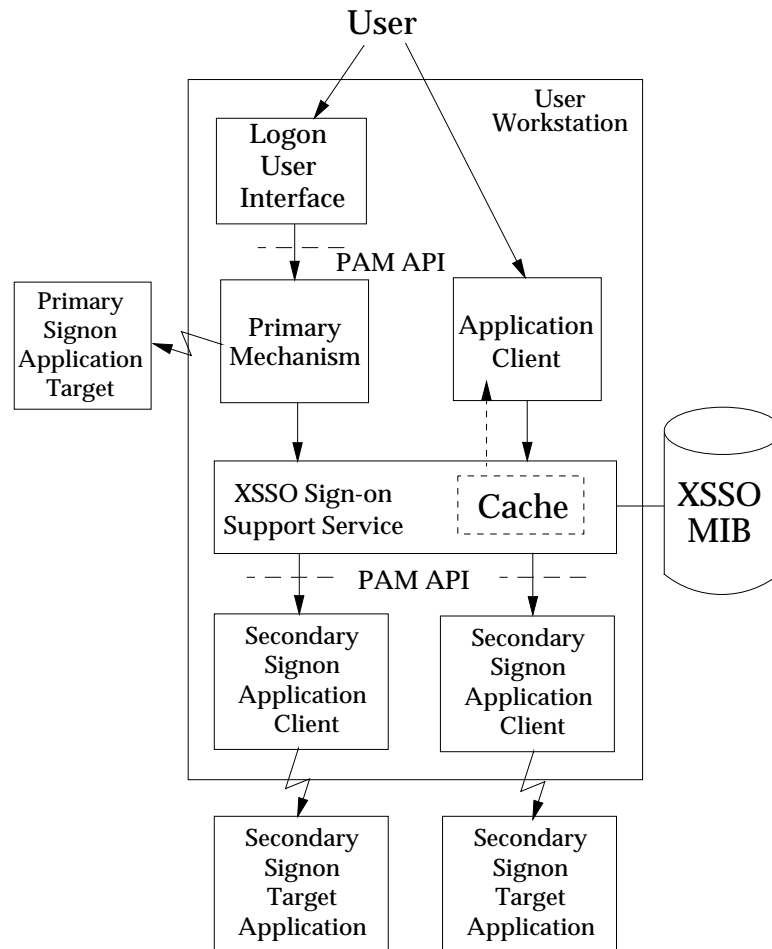 User
User
Workstation
Logon
User
Interface
PAM API
Primary
Signon
Application
Target
Primary
Mechanism
Application
Client
XSSO Sign-on
Support Service
Cache
XSSO
MIB
PAM API
Secondary
Signon
Application
Client
Secondary
Signon
Application
Client
Secondary
Signon
Target
Application
Secondary
Signon
Target
Application